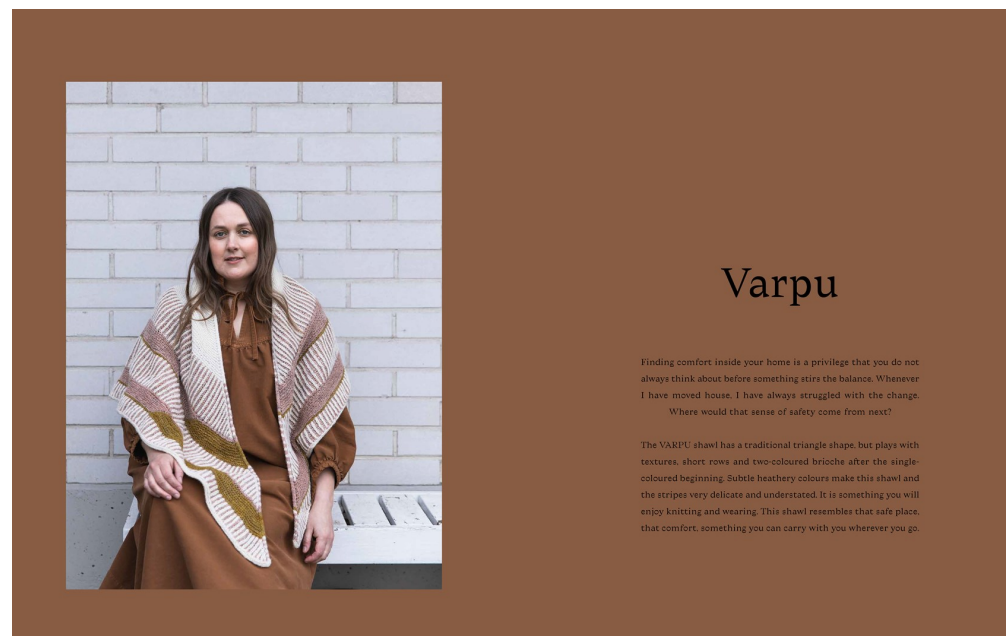 Varpu
Finding comfort inside your home is a privilege that you do not
always think about before something stirs the balance. Whenever
I have moved house, I have always struggled with the change.
Where would that sense of safety come from next?
The VARPU shawl has a traditional triangle shape, but plays with
textures, short rows and two-coloured brioche after the single-
coloured beginning. Subtle heathery colours make this shawl and
the stripes very delicate and understated. It is something you will
enjoy knitting and wearing. This shawl resembles that safe place,
that comfort, something you can carry with you wherever you go.